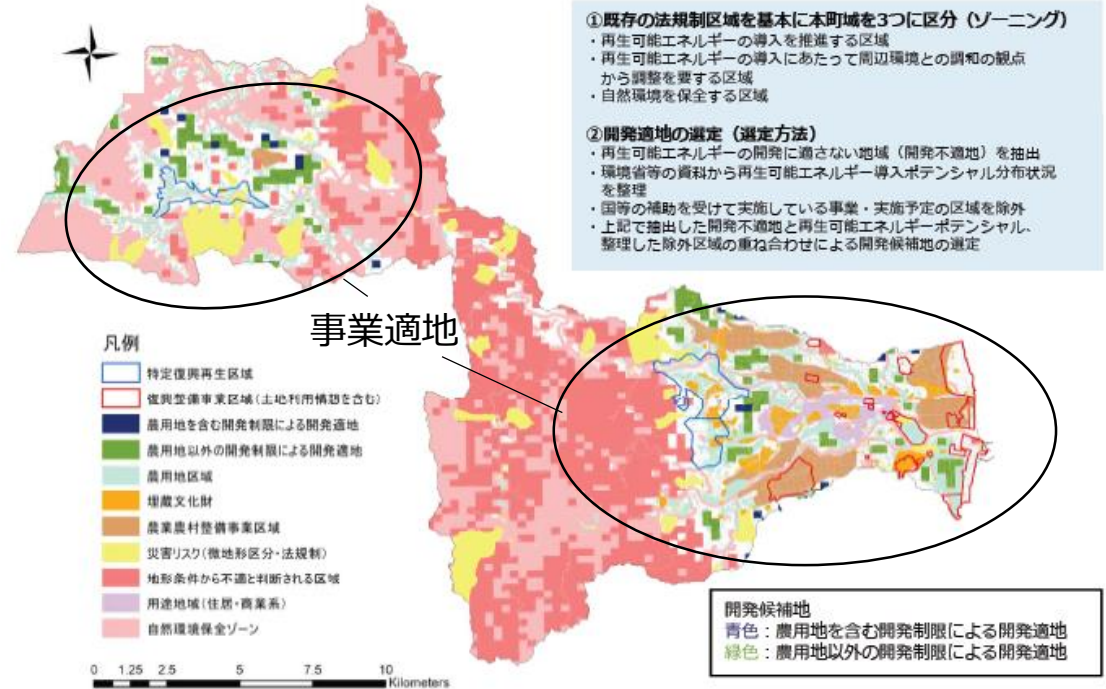 ①既存の法規制区域を基本に本町域を3つに区分（ゾーニング）
・再生可能エネルギーの導入を推進する区域
・再生可能エネルギーの導入にあたって周辺環境との調和の観点
から調整を要する区域
・自然環境を保全する区域
②開発適地の選定（選定方法）
・再生可能エネルギーの開発に適さない地域（開発不適地）を抽出
・環境省等の資料から再生可能エネルギー導入ポテンシャル分布状況
を整理
・国等の補助を受けて実施している事業・実施予定の区域を除外
・上記で抽出した開発不適地と再生可能エネルギーポテンシャル、
整理した除外区域の重ね合わせによる開発候補地の選定
事業適地
凡例
特定復興再生区域
復興整備事業区域(土地利用構想を含む)
農用地を含む開発制限による開発適地
農用地以外の開発制限による開発適地
農用地区域
埋蔵文化財
農業農村整備事業区域
災害リスク(微地形区分・法規制)
地形条件から不適と判断される区域
用途地域(住居・商業系)
自然環境保全ゾーン
0 1.25 2.5 5 7.5 10
Kilometers
開発候補地
青色：農用地を含む開発制限による開発適地
緑色：農用地以外の開発制限による開発適地